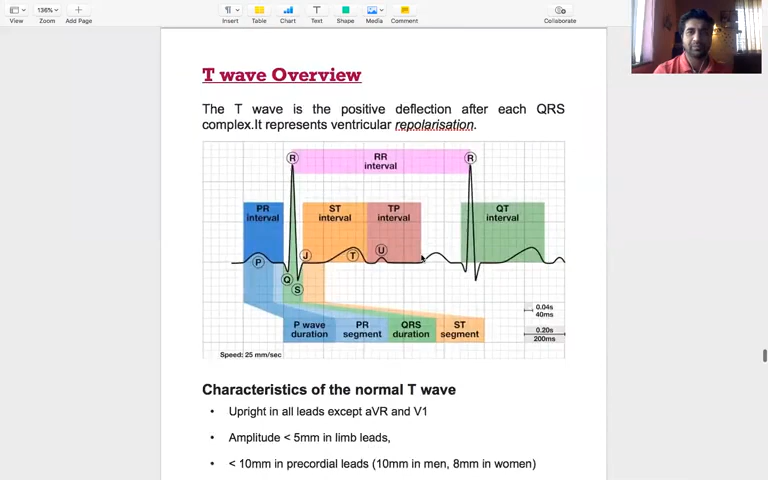 136%
View
Zoom
Add Page
Insert
Table
Chart
Text
Shape
Media
Comment
Collaborate
T wave Overview
The T wave is the positive deflection after each QRS
complex.It represents ventricular repolarisation.
R
RR
interval
R
PR
interval
ST
interval
TP
interval
QT
interval
P
J
T
U
Q
S
P wave
duration
PR
segment
QRS
duration
ST
segment
0.04s
40ms
0.20s
200ms
Speed: 25 mm/sec
Characteristics of the normal T wave
• Upright in all leads except aVR and V1
• Amplitude < 5mm in limb leads,
• < 10mm in precordial leads (10mm in men, 8mm in women)